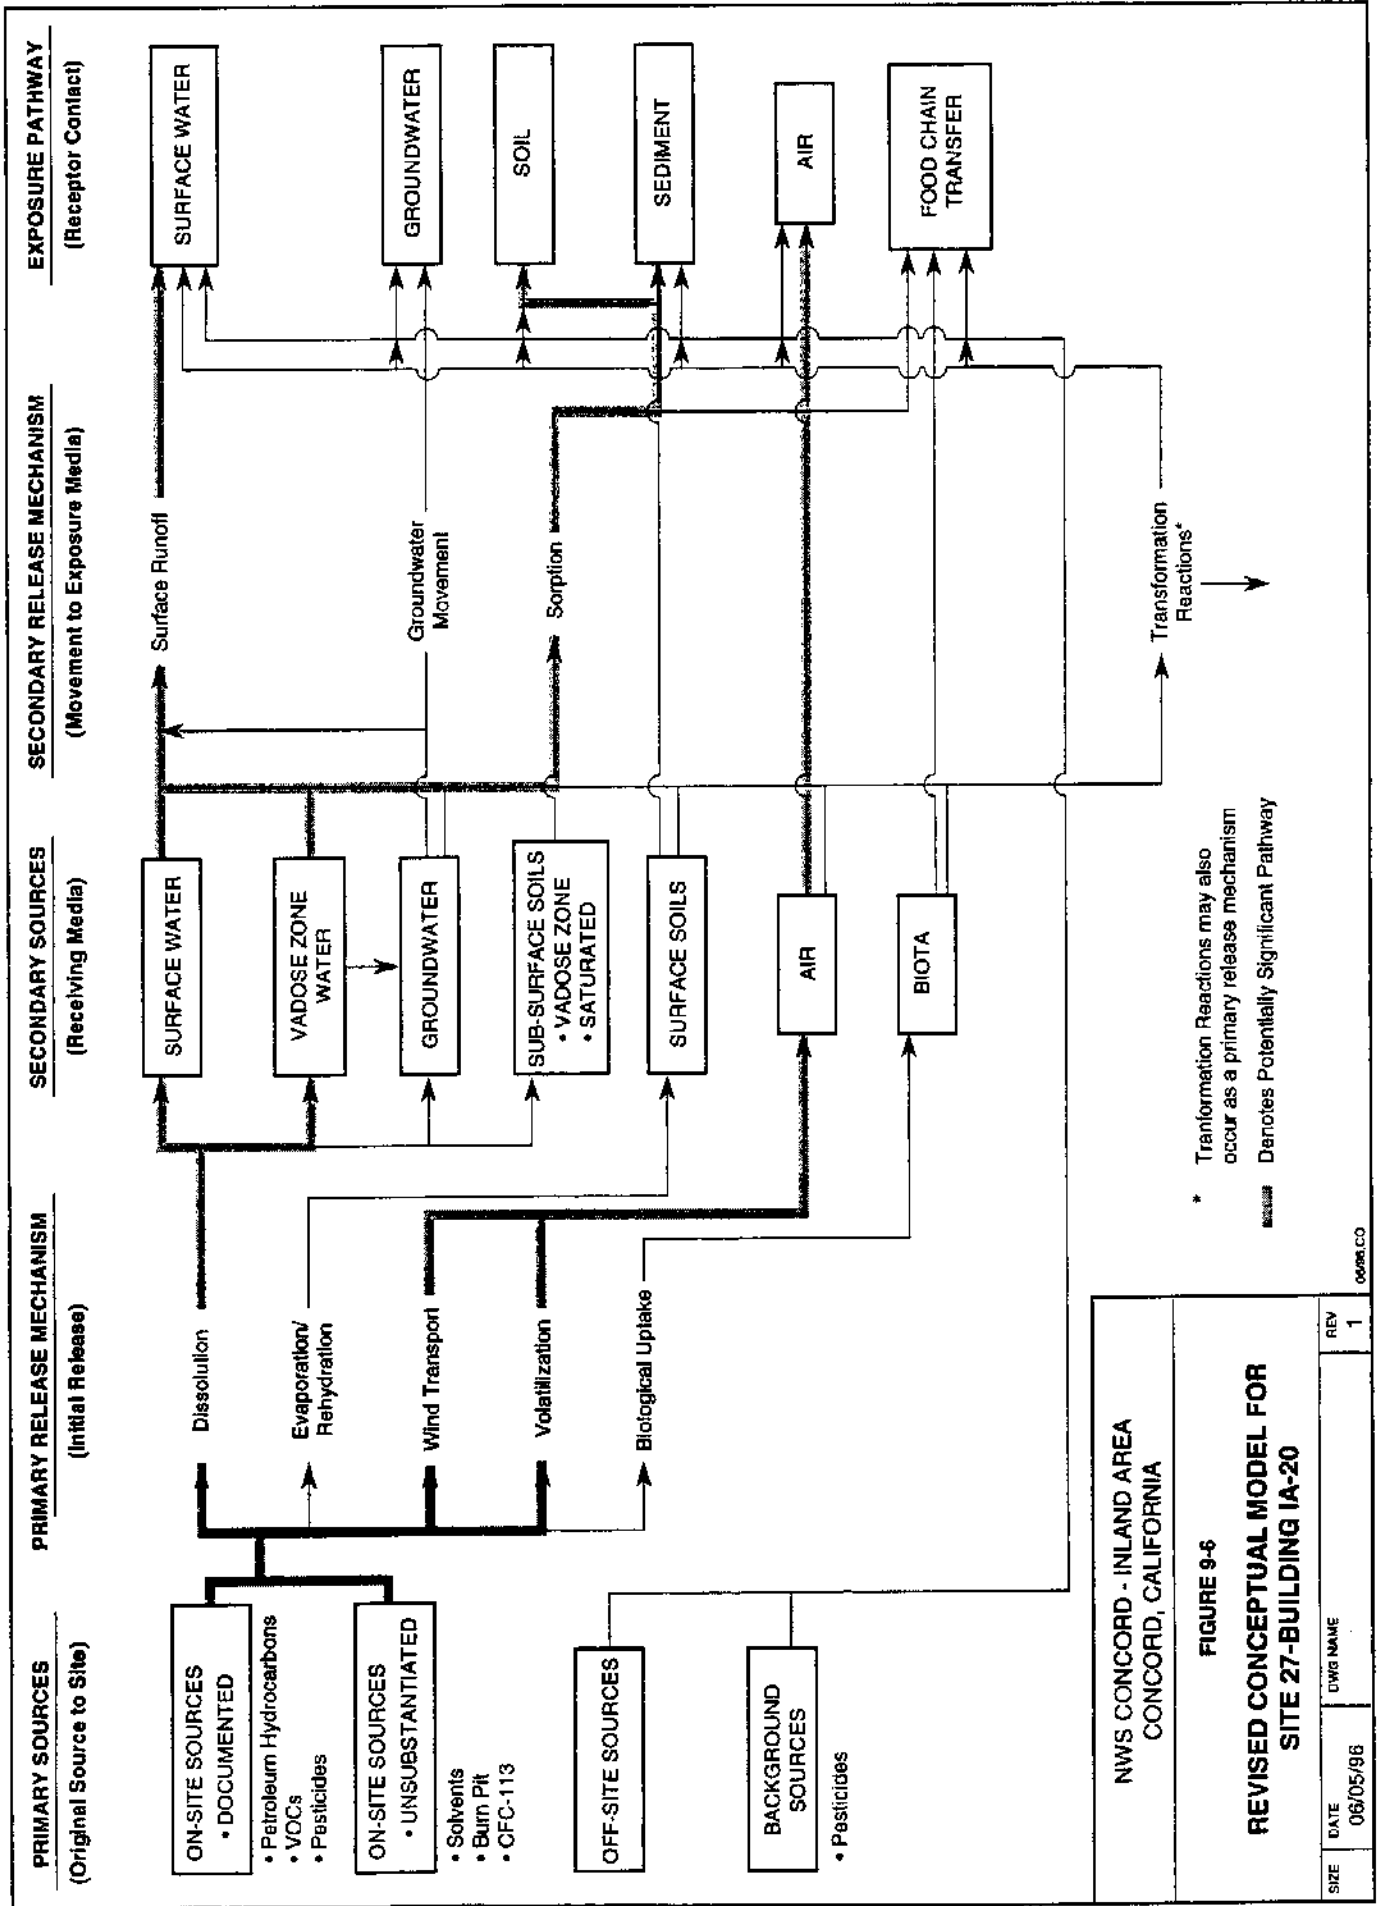 PRIMARY SOURCES
(Original Source to Site)
PRIMARY RELEASE MECHANISM
(Initial Release)
SECONDARY SOURCES
(Receiving Media)
SECONDARY RELEASE MECHANISM
(Movement to Exposure Media)
EXPOSURE PATHWAY
(Receptor Contact)
ON-SITE SOURCES
• DOCUMENTED
• Petroleum Hydrocarbons
• VOCs
• Pesticides
ON-SITE SOURCES
• UNSUBSTANTIATED
• Solvents
• Burn Pit
• CFC-113
OFF-SITE SOURCES
BACKGROUND
SOURCES
• Pesticides
Dissolution
Evaporation/
Rehydration
Wind Transport
Volatilization
Biological Uptake
SURFACE WATER
VADOSE ZONE
WATER
GROUNDWATER
SUB-SURFACE SOILS
• VADOSE ZONE
• SATURATED
SURFACE SOILS
AIR
BIOTA
Surface Runoff
Groundwater
Movement
Sorption
Transformation
Reactions*
SURFACE WATER
GROUNDWATER
SOIL
SEDIMENT
AIR
FOOD CHAIN
TRANSFER
* Tranformation Reactions may also
occur as a primary release mechanism
Denotes Potentially Significant Pathway
NWS CONCORD - INLAND AREA
CONCORD, CALIFORNIA
FIGURE 9-6
REVISED CONCEPTUAL MODEL FOR
SITE 27-BUILDING IA-20
SIZE
DATE
06/05/96
DWG NAME
REV
1
06/96.CO